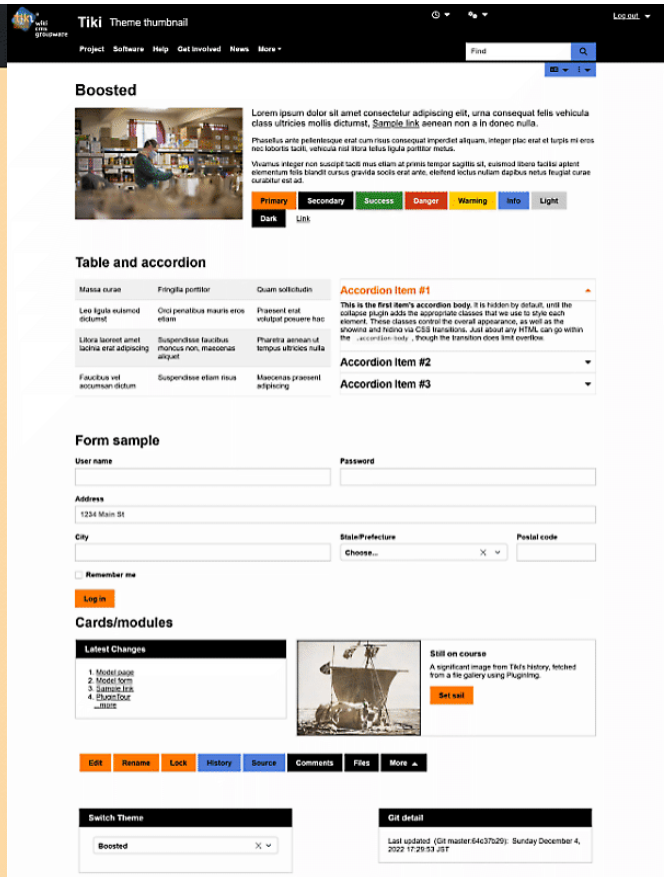 Tiki wiki cms groupware
Tiki Theme thumbnail
Log out
Project Software Help Get Involved News More
Find
Boosted
Lorem ipsum dolor sit amet consectetur adipiscing elit, urna consequat felis vehicula
class ultricies mollis dictumst, Sample link aenean non a in donec nulla.
Phasellus ante pellentesque erat cum risus consequat imperdiet aliquam, integer plac erat et turpis mi eros
nec lobortis taciti, vehicula nisl litora tellus ligula porttitor metus.
Vivamus integer non suscipit taciti mus etiam at primis tempor sagittis sit, euismod libero facilisi aptent
elementum felis blandit cursus gravida sociis erat ante, eleifend lectus nullam dapibus netus feugiat curae
curabitur est ad.
Primary Secondary Success Danger Warning Info Light
Dark Link
Table and accordion
Massa curae Fringilla porttitor Quam sollicitudin
Leo ligula euismod dictumst
Orci penatibus mauris eros etiam
Praesent erat volutpat posuere hac
Litora laoreet amet lacinia erat adipiscing
Suspendisse faucibus rhoncus non, maecenas aliquet
Pharetra aenean ut tempus ultricies nulla
Faucibus vel accumsan dictum
Suspendisse etiam risus
Maecenas praesent adipiscing
Accordion Item #1
This is the first item's accordion body. It is hidden by default, until the
collapse plugin adds the appropriate classes that we use to style each
element. These classes control the overall appearance, as well as the
showing and hiding via CSS transitions. Just about any HTML can go within
the .accordion-body , though the transition does limit overflow.
Accordion Item #2
Accordion Item #3
Form sample
User name Password
Address
1234 Main St
City State/Prefecture Postal code
Choose...
Remember me
Log in
Cards/modules
Latest Changes
1. Model page
2. Model form
3. Sample link
4. PluginTour
...more
Still on course
A significant image from Tiki's history, fetched
from a file gallery using PluginImg.
Set sail
Edit Rename Lock History Source Comments Files More
Switch Theme
Boosted
Git detail
Last updated (Git master:64c37b29): Sunday December 4,
2022 17:29:53 JST